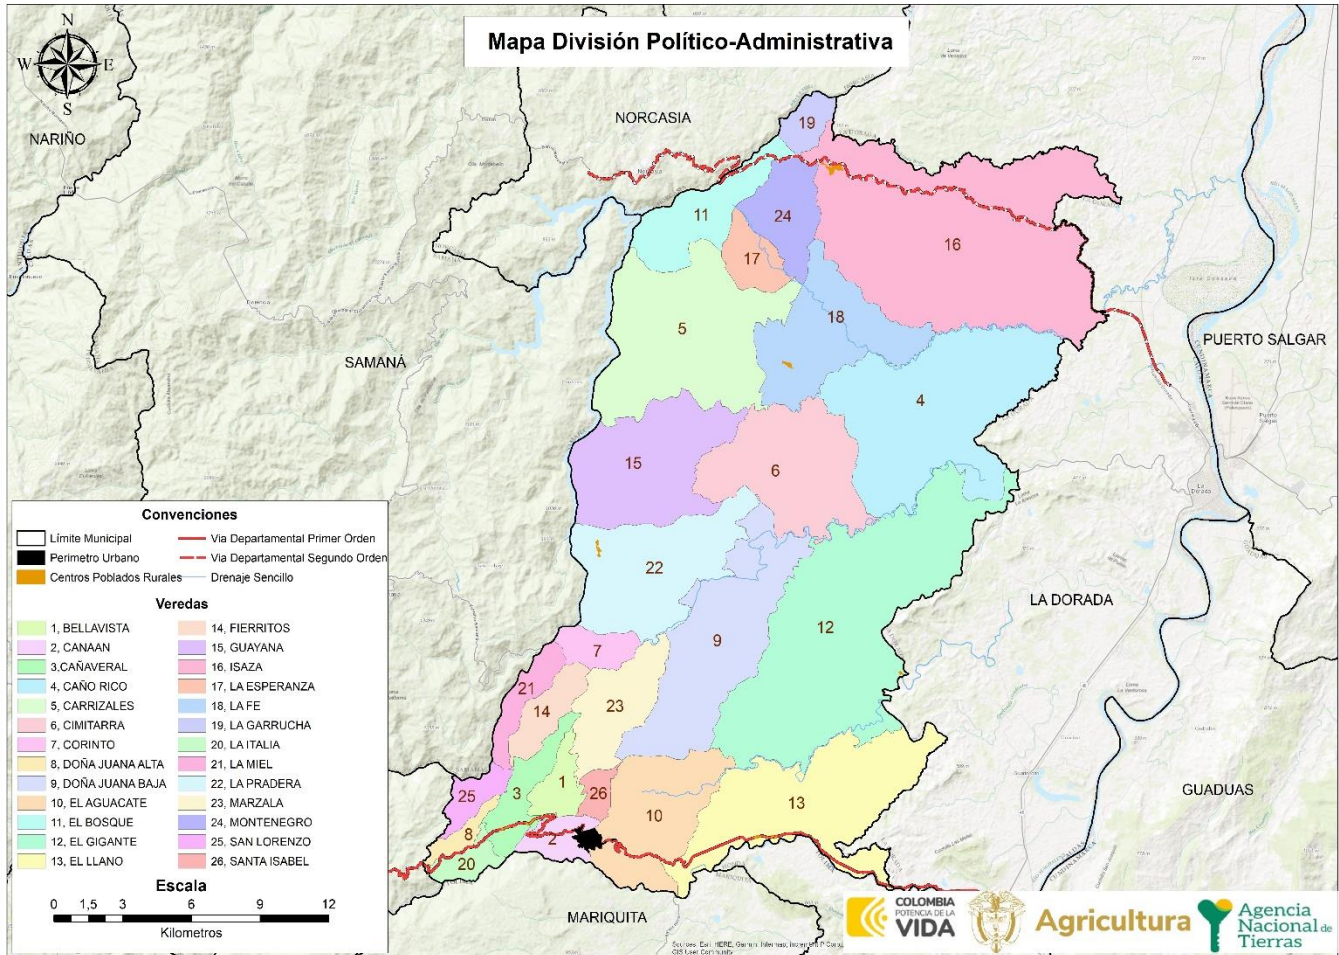 Mapa División Político-Administrativa
N
W E
S
NARIÑO
NORCASIA
SAMANÁ
PUERTO SALGAR
LA DORADA
GUADUAS
MARIQUITA
19
11
24
16
17
5
18
4
15
6
22
9
12
7
21
14
23
1
3
25
26
8
2
10
13
20
Convenciones
Límite Municipal
Perimetro Urbano
Centros Poblados Rurales
Via Departamental Primer Orden
Via Departamental Segundo Orden
Drenaje Sencillo
Veredas
1, BELLAVISTA
2, CANAAN
3,CAÑAVERAL
4, CAÑO RICO
5, CARRIZALES
6, CIMITARRA
7, CORINTO
8, DOÑA JUANA ALTA
9, DOÑA JUANA BAJA
10, EL AGUACATE
11, EL BOSQUE
12, EL GIGANTE
13, EL LLANO
14, FIERRITOS
15, GUAYANA
16, ISAZA
17, LA ESPERANZA
18, LA FE
19, LA GARRUCHA
20, LA ITALIA
21, LA MIEL
22, LA PRADERA
23, MARZALA
24, MONTENEGRO
25, SAN LORENZO
26, SANTA ISABEL
Escala
0 1,5 3 6 9 12
Kilometros
COLOMBIA
POTENCIA DE LA
VIDA
Agricultura
Agencia
Nacional de
Tierras